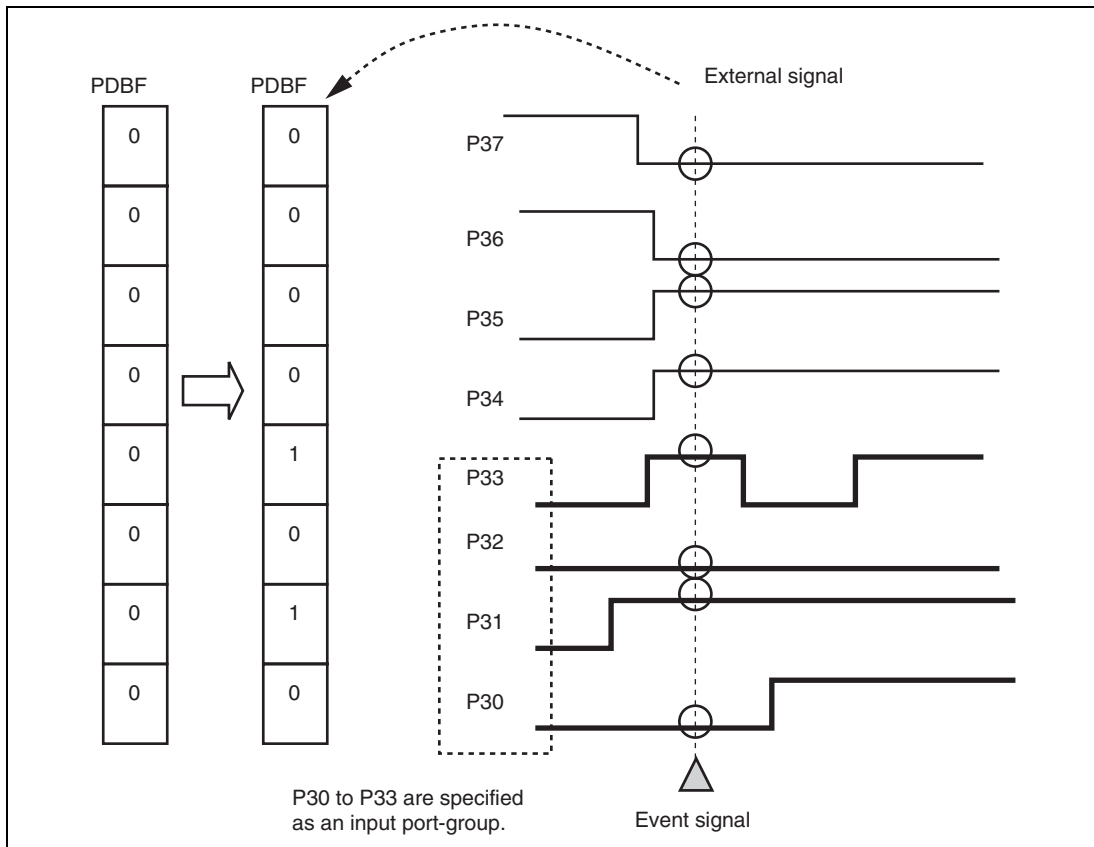 External signal
PDBF PDBF
0 0 P37
0 0 P36
0 0 P35
0 0 P34
0 1 P33
0 0 P32
0 1 P31
0 0 P30
P30 to P33 are specified
as an input port-group.
Event signal